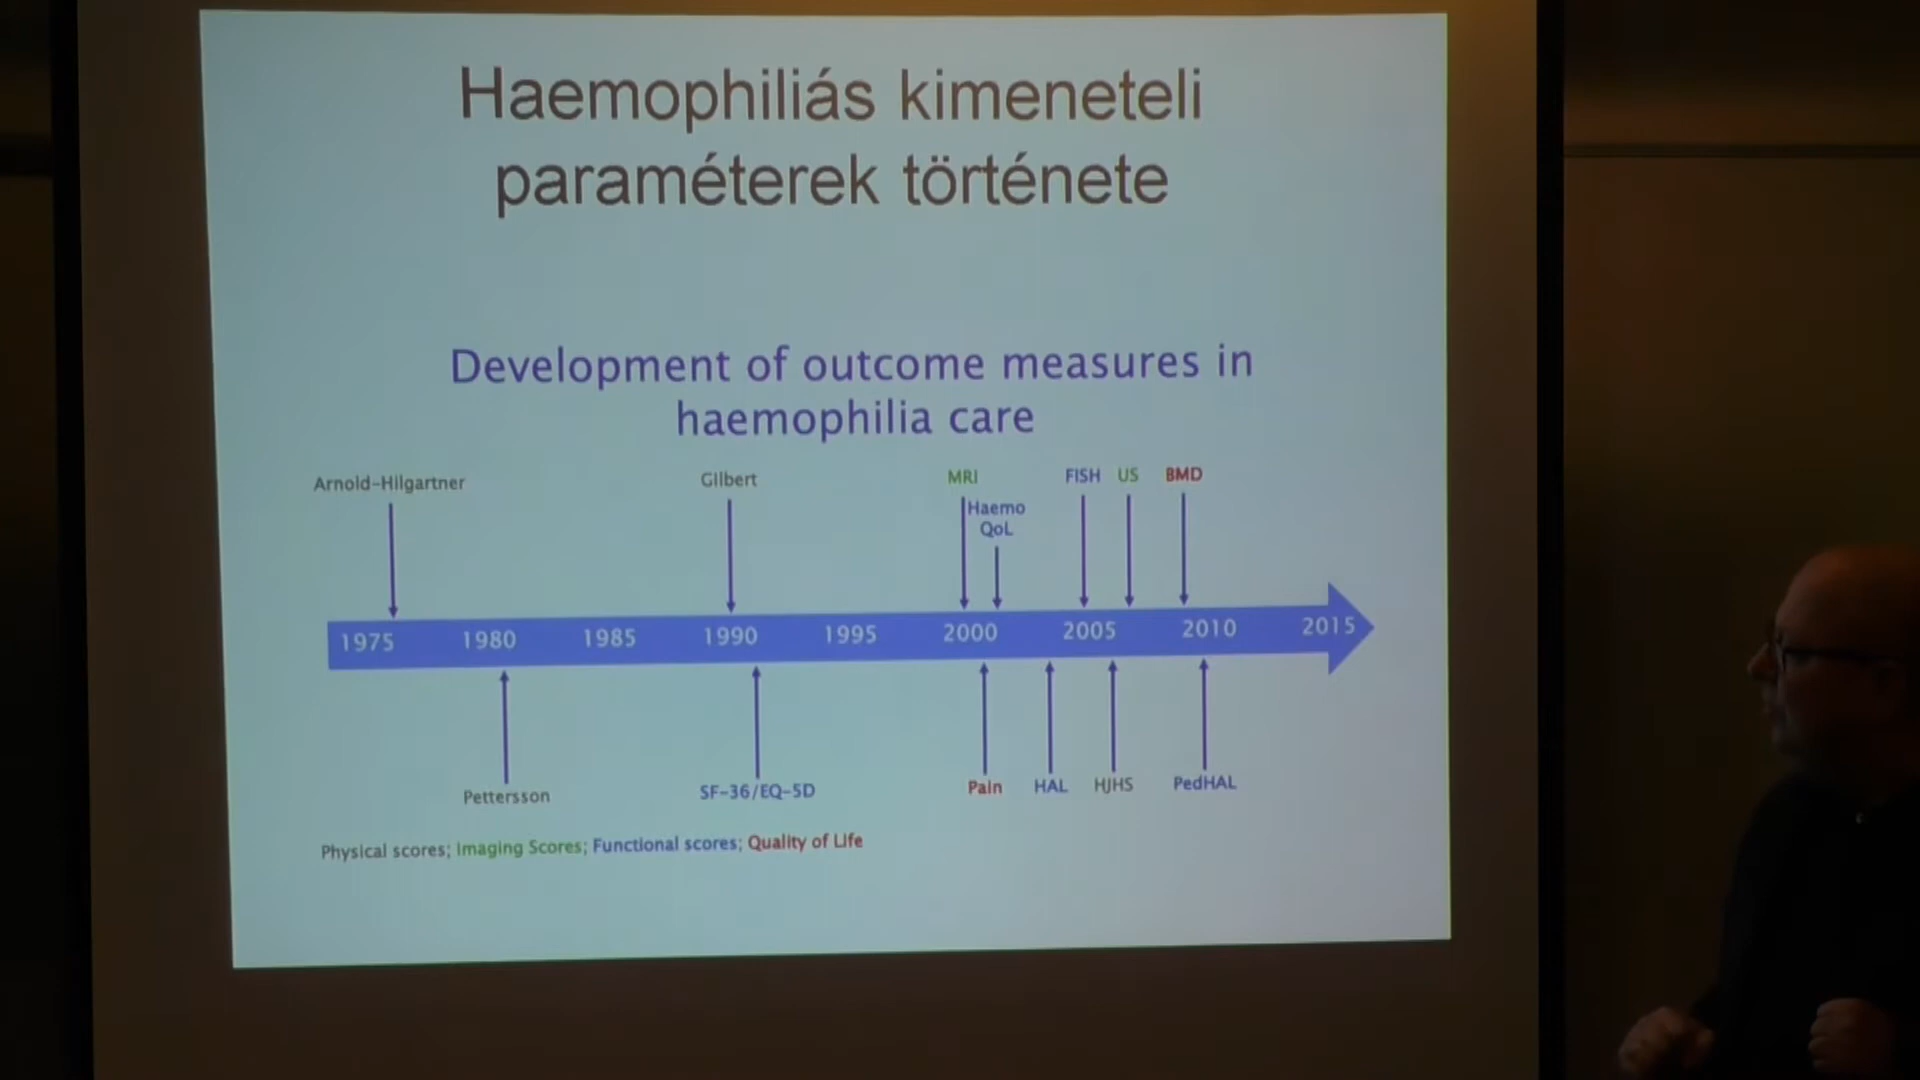 Haemophiliás kimeneteli
paraméterek története
Development of outcome measures in
haemophilia care
Arnold-Hilgartner
Gilbert
MRI
FISH
US
BMD
Haemo
QoL
1975 1980 1985 1990 1995 2000 2005 2010 2015
Pettersson
SF-36/EQ-5D
Pain
HAL
HJHS
PedHAL
Physical scores; Imaging Scores; Functional scores; Quality of Life